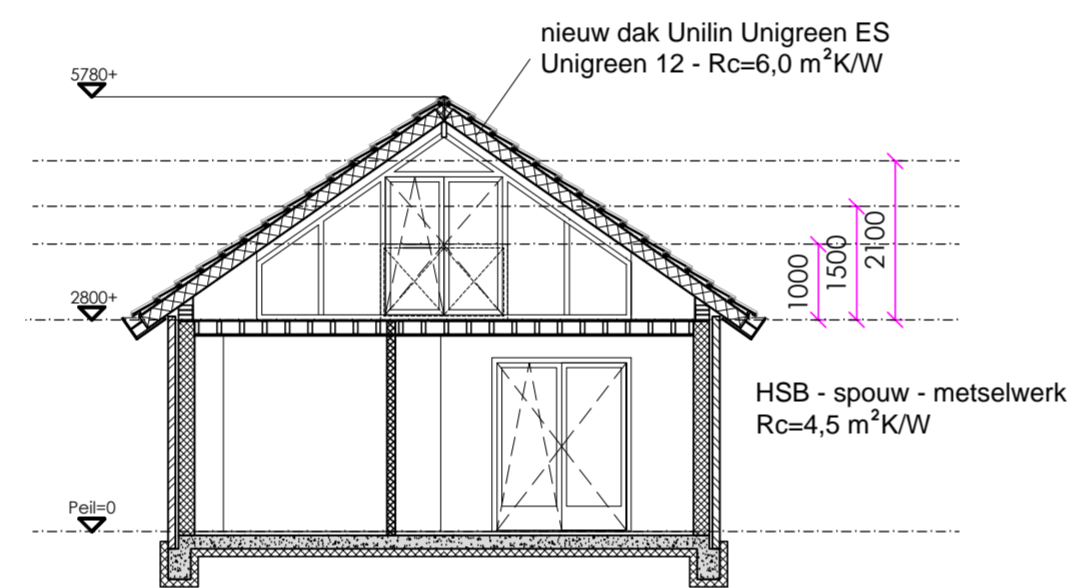 nieuw dak Unilin Unigreen ES
Unigreen 12 - Rc=6,0 m²K/W
5780+
2800+
1000
1500
2100
HSB - spouw - metselwerk
Rc=4,5 m²K/W
Peil=0